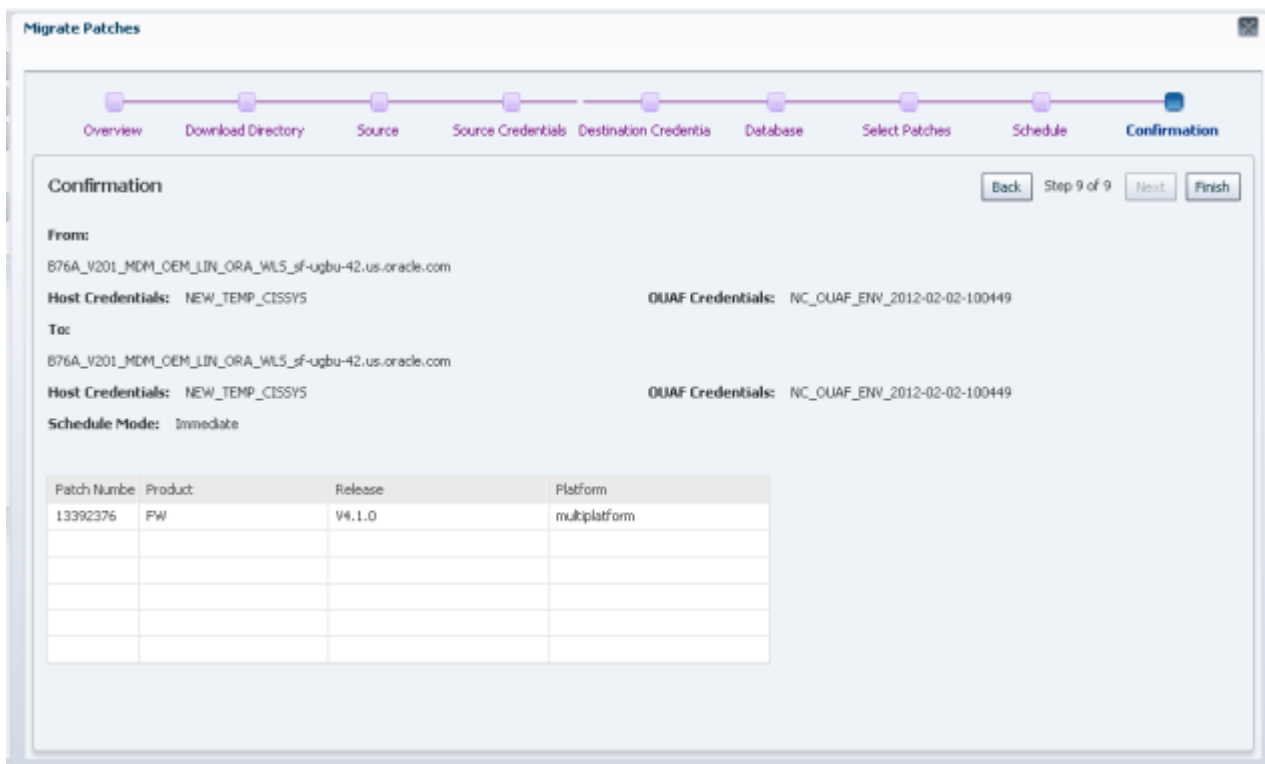 Migrate Patches
Overview Download Directory Source Source Credentials Destination Credentia Database Select Patches Schedule Confirmation
Confirmation
Back Step 9 of 9 Next Finish
From:
B76A_V201_MDM_OEM_LIN_ORA_WLS_sf-ugbu-42.us.oracle.com
Host Credentials: NEW_TEMP_CISSYS OUAF Credentials: NC_OUAF_ENV_2012-02-02-100449
To:
B76A_V201_MDM_OEM_LIN_ORA_WLS_sf-ugbu-42.us.oracle.com
Host Credentials: NEW_TEMP_CISSYS OUAF Credentials: NC_OUAF_ENV_2012-02-02-100449
Schedule Mode: Immediate
Patch Numbe Product Release Platform
13392376 FW V4.1.0 multiplatform